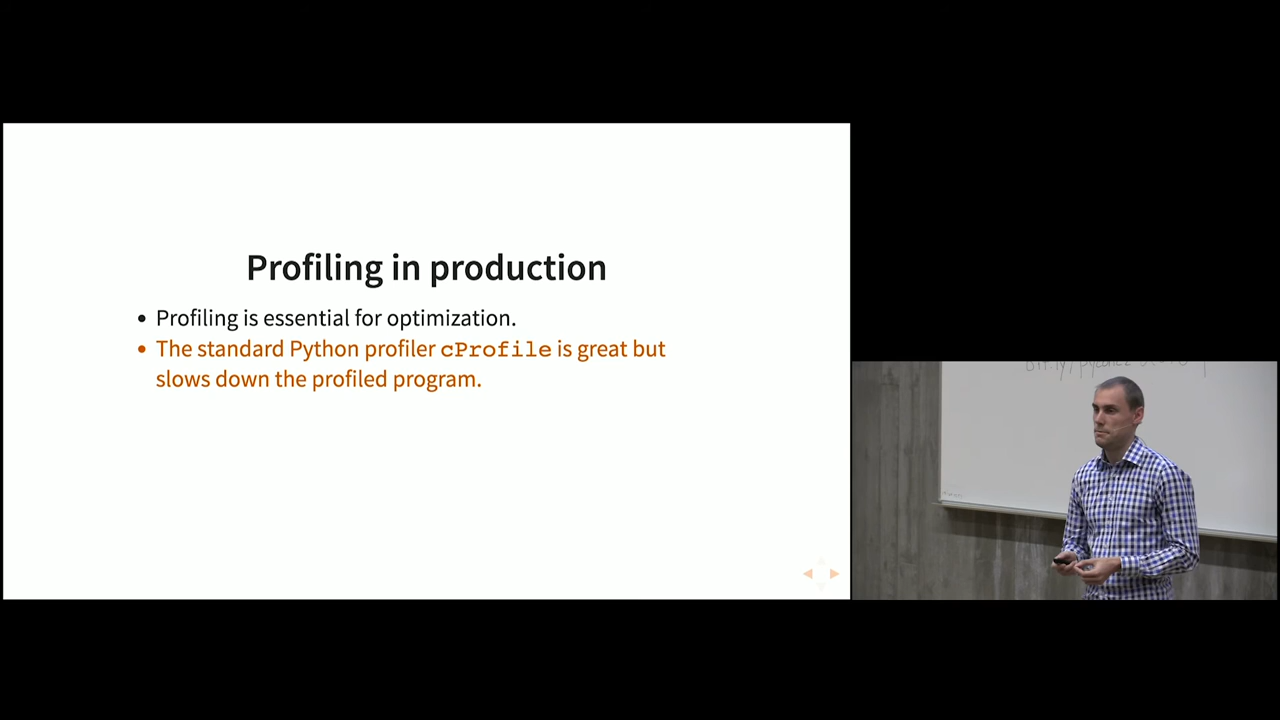 Profiling in production
• Profiling is essential for optimization.
• The standard Python profiler cProfile is great but
slows down the profiled program.